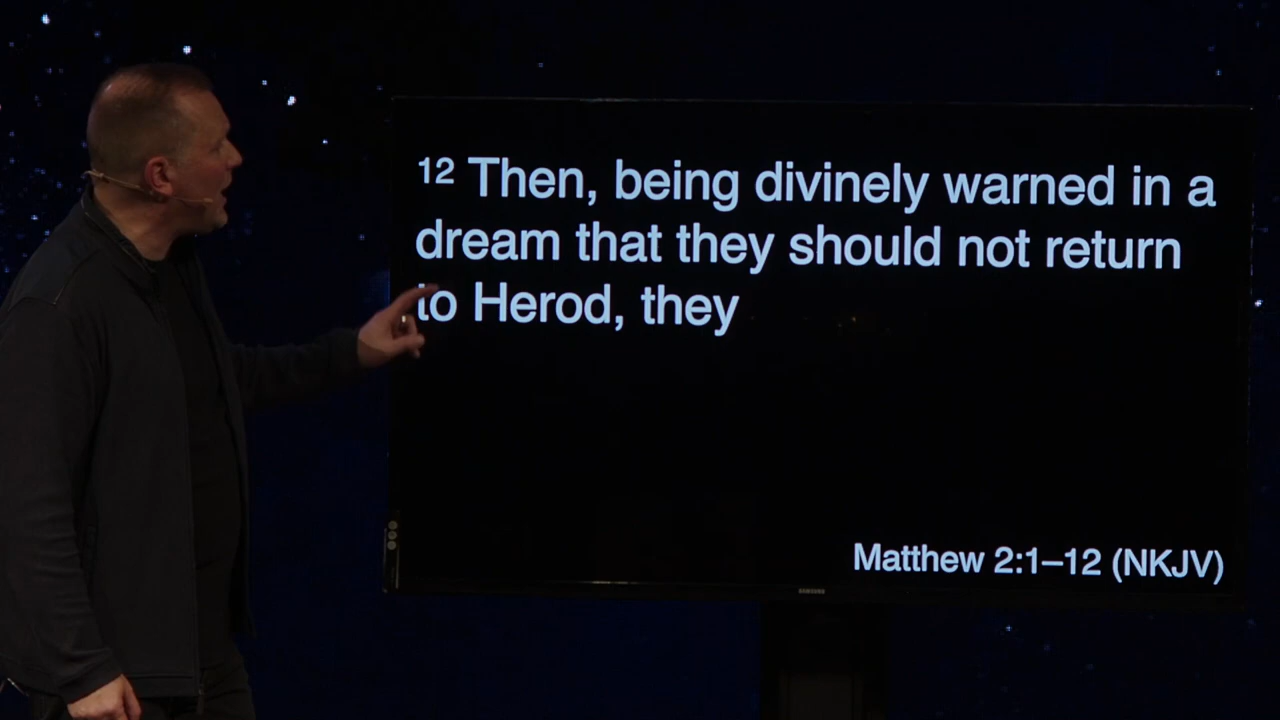 12 Then, being divinely warned in a
dream that they should not return
to Herod, they
Matthew 2:1–12 (NKJV)
SAMSUNG